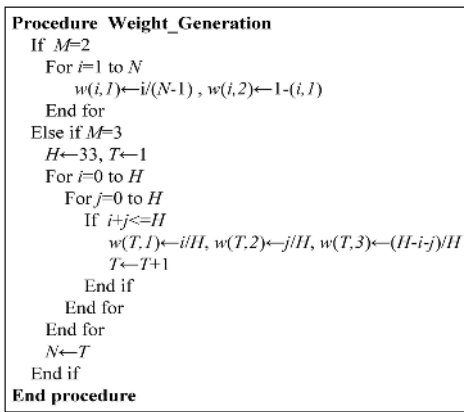 Procedure Weight_Generation
If M=2
For i=1 to N
w(i,1)←i/(N-1) , w(i,2)←1-(i,1)
End for
Else if M=3
H←33, T←1
For i=0 to H
For j=0 to H
If i+j<=H
w(T,1)←i/H, w(T,2)←j/H, w(T,3)←(H-i-j)/H
T←T+1
End if
End for
End for
N←T
End if
End procedure